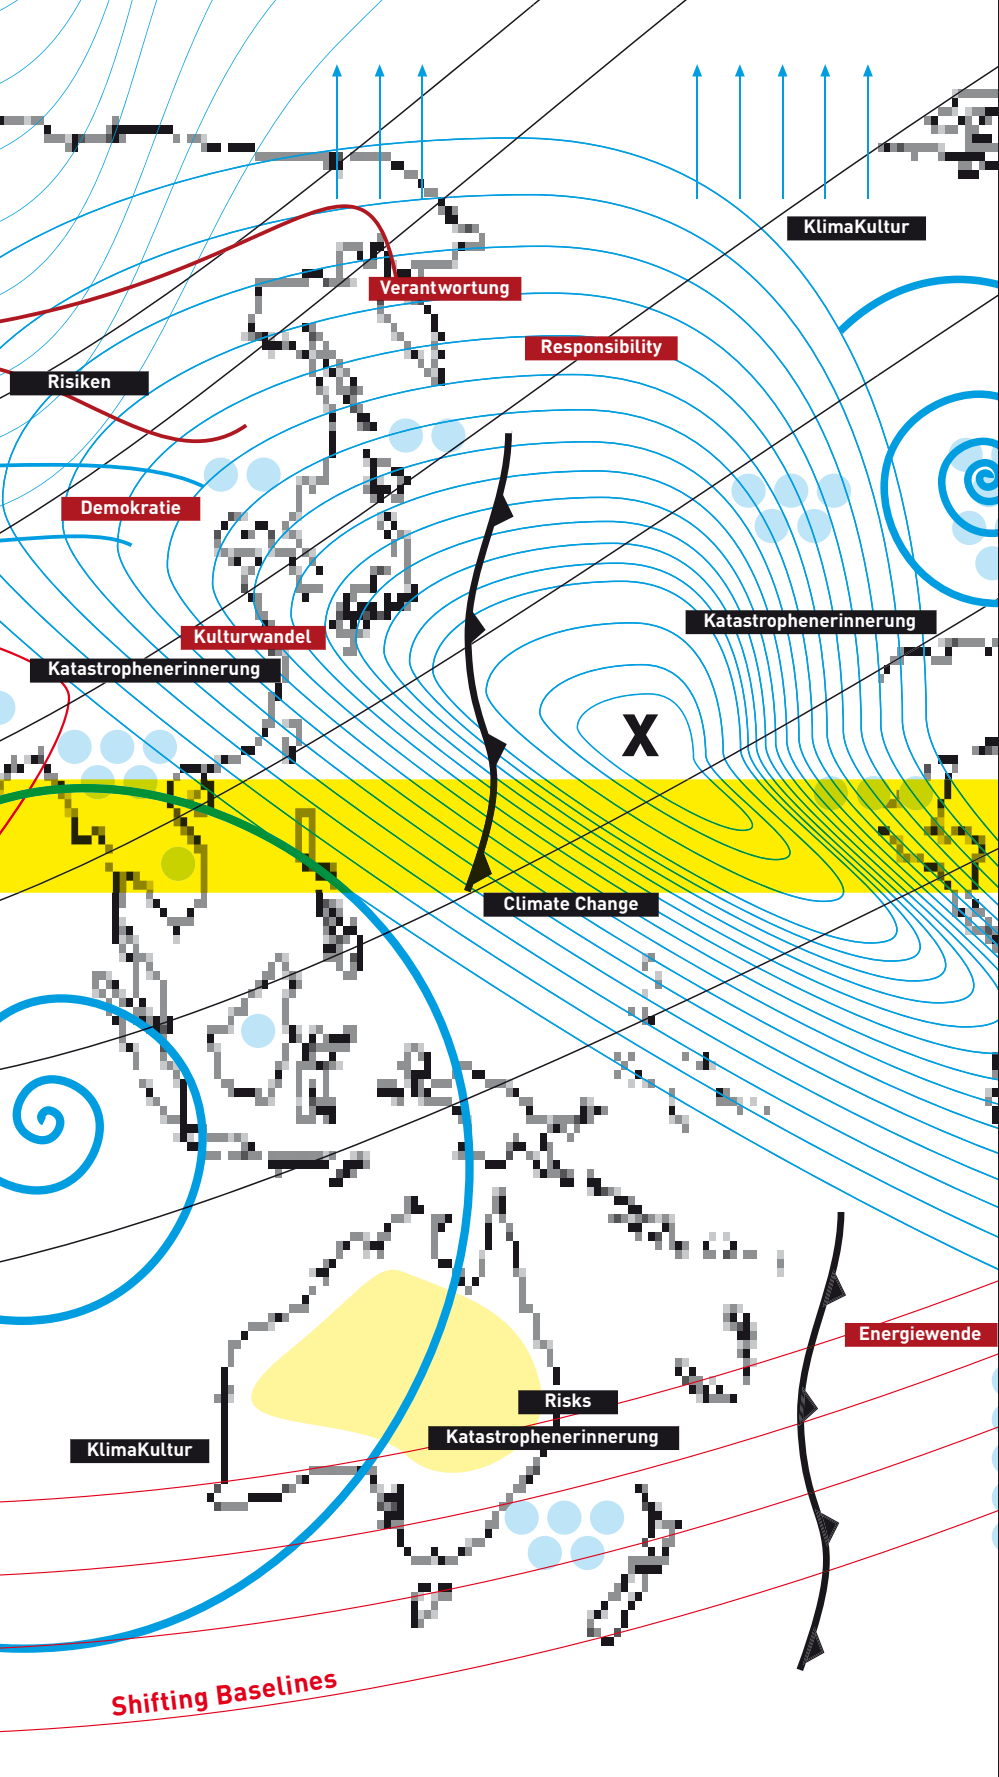 KlimaKultur
Verantwortung
Responsibility
Risiken
Demokratie
Katastrophenerinnerung
Kulturwandel
Katastrophenerinnerung
X
Climate Change
Energiewende
Risks
Katastrophenerinnerung
KlimaKultur
Shifting Baselines